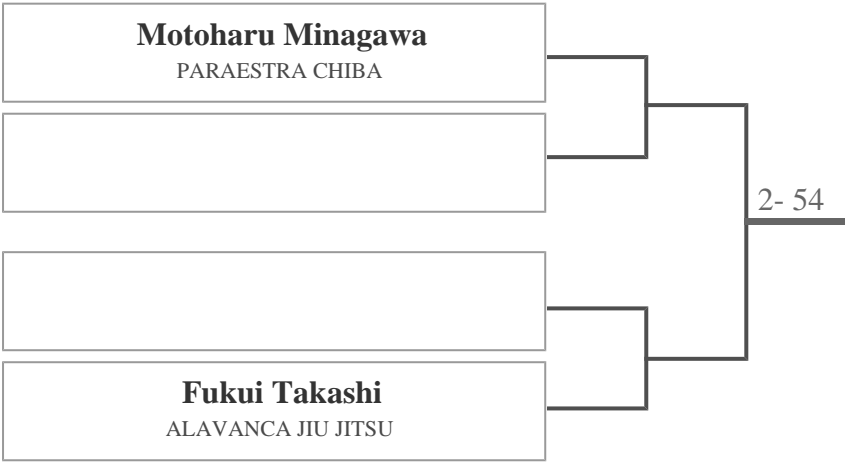 Motoharu Minagawa
PARAESTRA CHIBA
2- 54
Fukui Takashi
ALAVANCA JIU JITSU